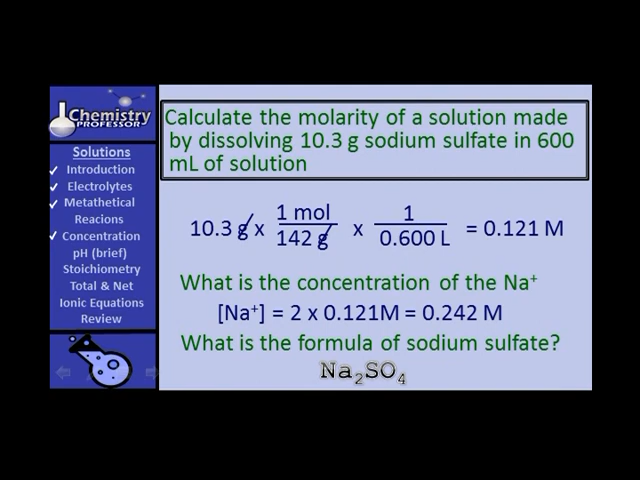 Chemistry
PROFESSOR
Solutions
Introduction
Electrolytes
Metathetical
Reacions
Concentration
pH (brief)
Stoichiometry
Total & Net
Ionic Equations
Review
Calculate the molarity of a solution made
by dissolving 10.3 g sodium sulfate in 600
mL of solution
10.3 g x 1 mol / 142 g x 1 / 0.600 L = 0.121 M
What is the concentration of the Na⁺
[Na⁺] = 2 x 0.121M = 0.242 M
What is the formula of sodium sulfate?
Na₂SO₄